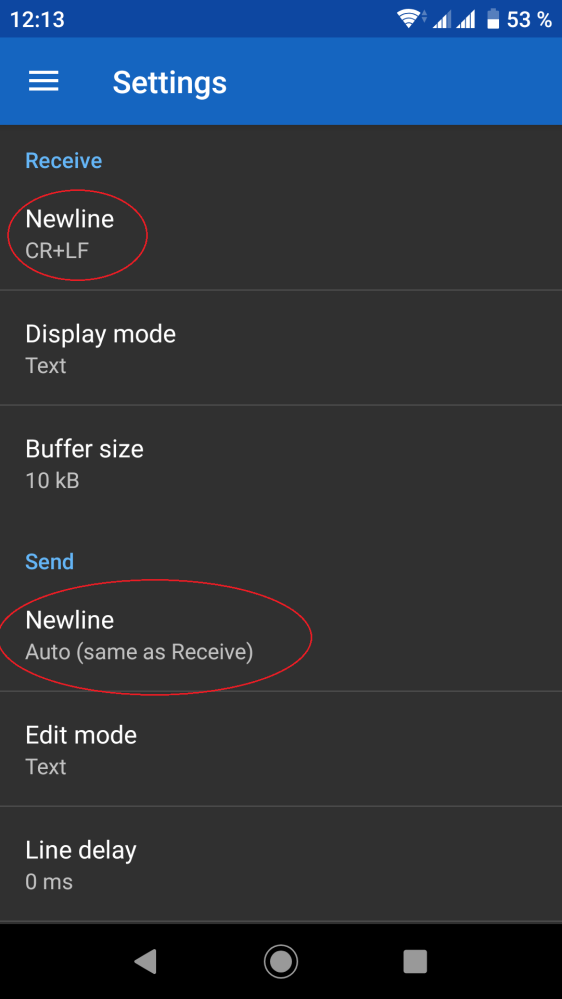 12:13 53 %
Settings
Receive
Newline
CR+LF
Display mode
Text
Buffer size
10 kB
Send
Newline
Auto (same as Receive)
Edit mode
Text
Line delay
0 ms